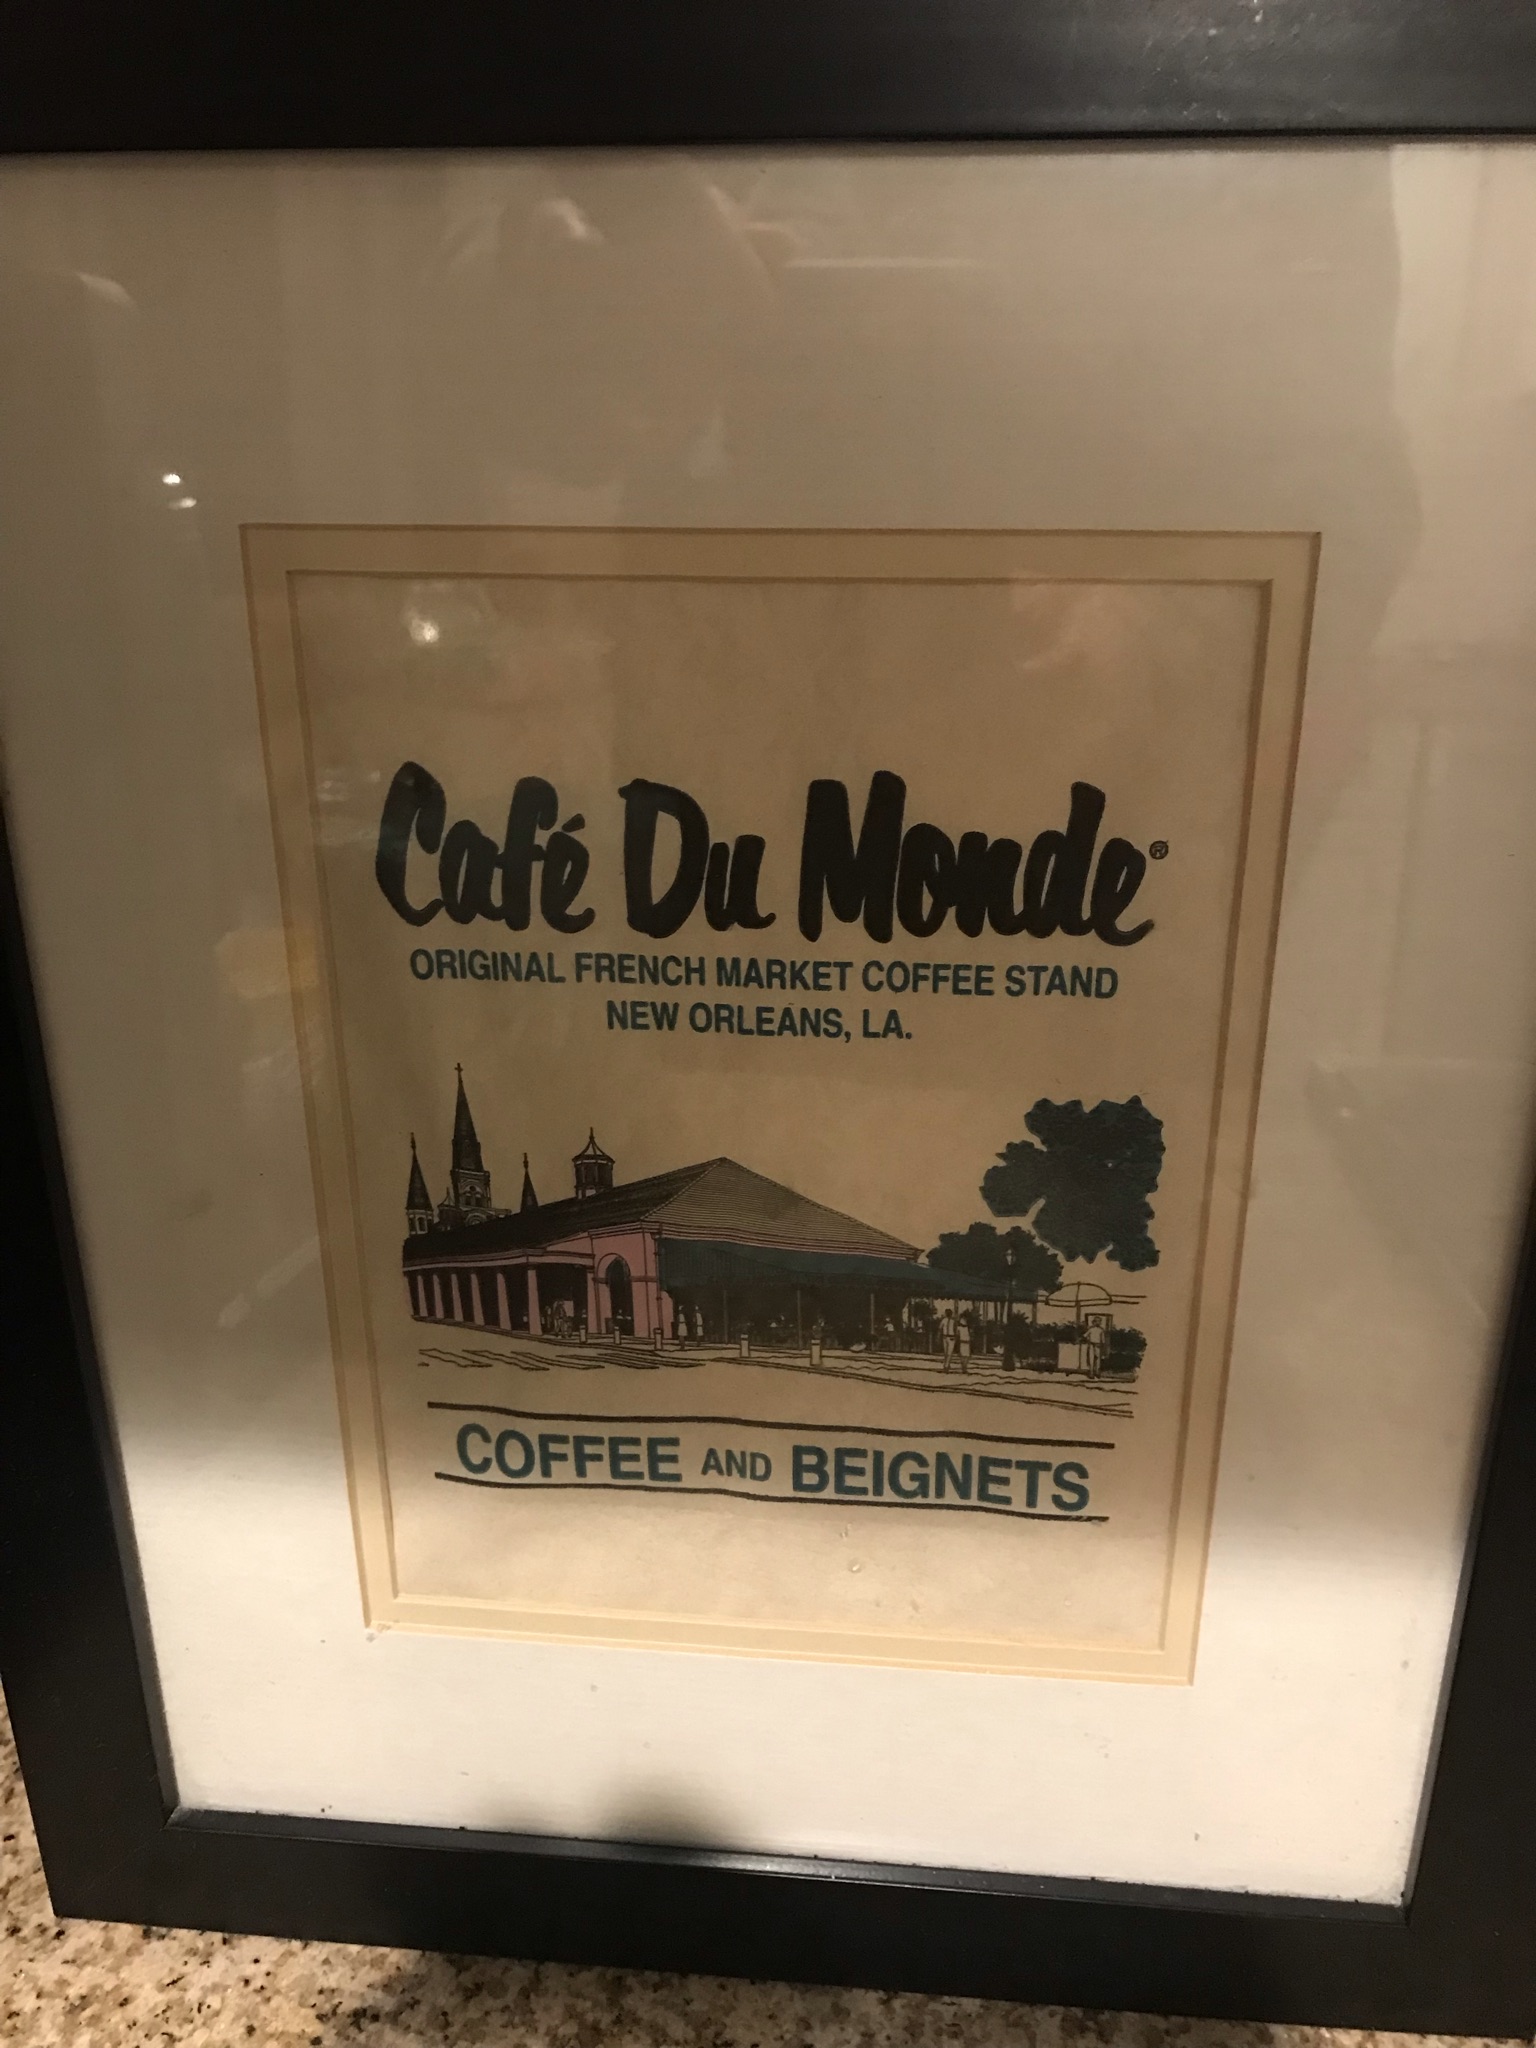 Café Du Monde®
ORIGINAL FRENCH MARKET COFFEE STAND
NEW ORLEANS, LA.
COFFEE AND BEIGNETS